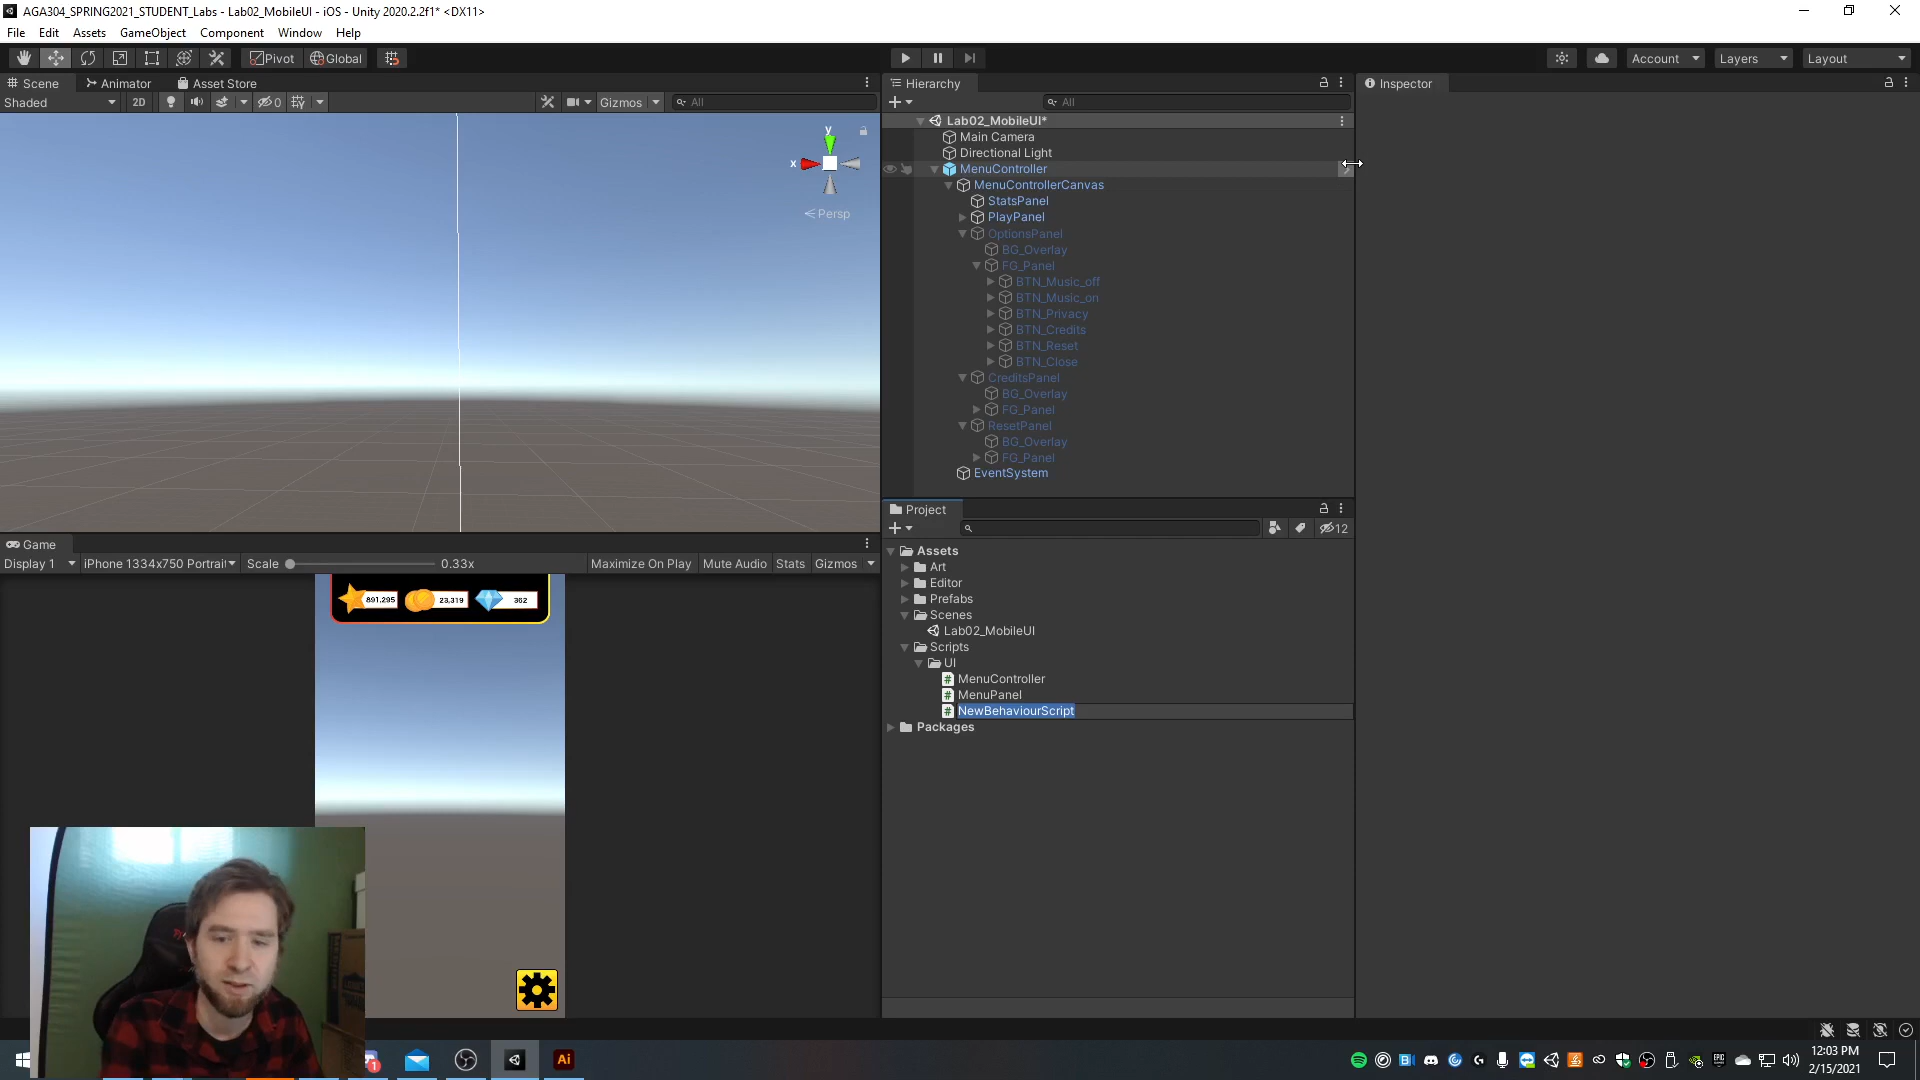 AGA304_SPRING2021_STUDENT_Labs - Lab02_MobileUI - iOS - Unity 2020.2.2f1* <DX11>
File Edit Assets GameObject Component Window Help
Pivot Global Account Layers Layout
Scene Animator Asset Store
Shaded 2D 0 Gizmos All
y
x
Persp
Hierarchy
All
Lab02_MobileUI*
Main Camera
Directional Light
MenuController
MenuControllerCanvas
StatsPanel
PlayPanel
OptionsPanel
BG_Overlay
FG_Panel
BTN_Music_off
BTN_Music_on
BTN_Privacy
BTN_Credits
BTN_Reset
BTN_Close
CreditsPanel
BG_Overlay
FG_Panel
ResetPanel
BG_Overlay
FG_Panel
EventSystem
Inspector
Project
12
Assets
Art
Editor
Prefabs
Scenes
Lab02_MobileUI
Scripts
UI
MenuController
MenuPanel
NewBehaviourScript
Packages
Game
Display 1 iPhone 1334x750 Portrait Scale 0.33x Maximize On Play Mute Audio Stats Gizmos
891,295 23,319 362
1
Ai
12:03 PM
2/15/2021